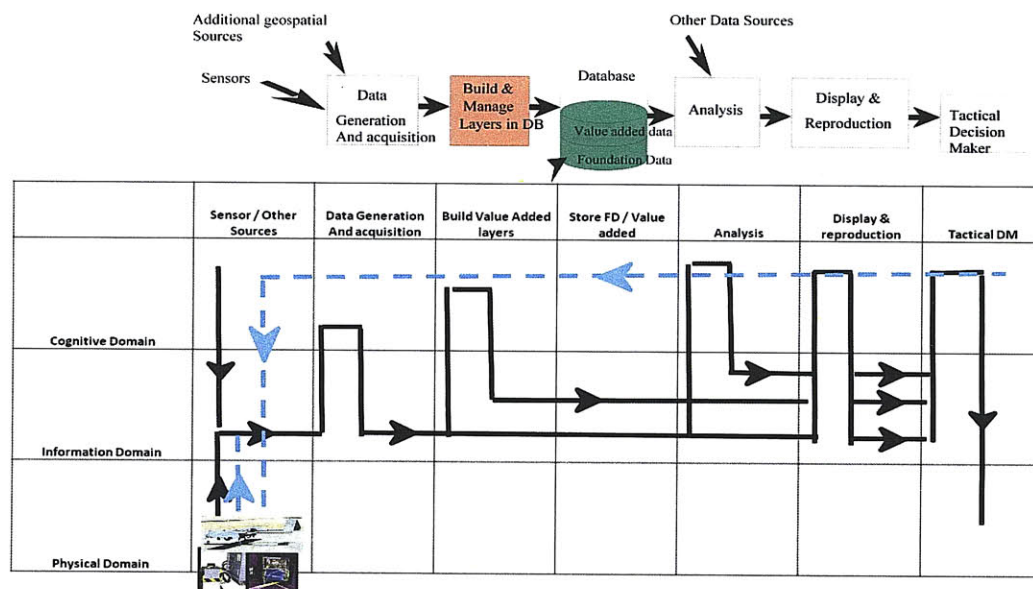 Additional geospatial
Sources
Sensors
Data
Generation
And acquisition
Build &
Manage
Layers in DB
Database
Value added data
Foundation Data
Other Data Sources
Analysis
Display &
Reproduction
Tactical
Decision
Maker
Sensor / Other
Sources
Data Generation
And acquisition
Build Value Added
layers
Store FD / Value
added
Analysis
Display &
reproduction
Tactical DM
Cognitive Domain
Information Domain
Physical Domain